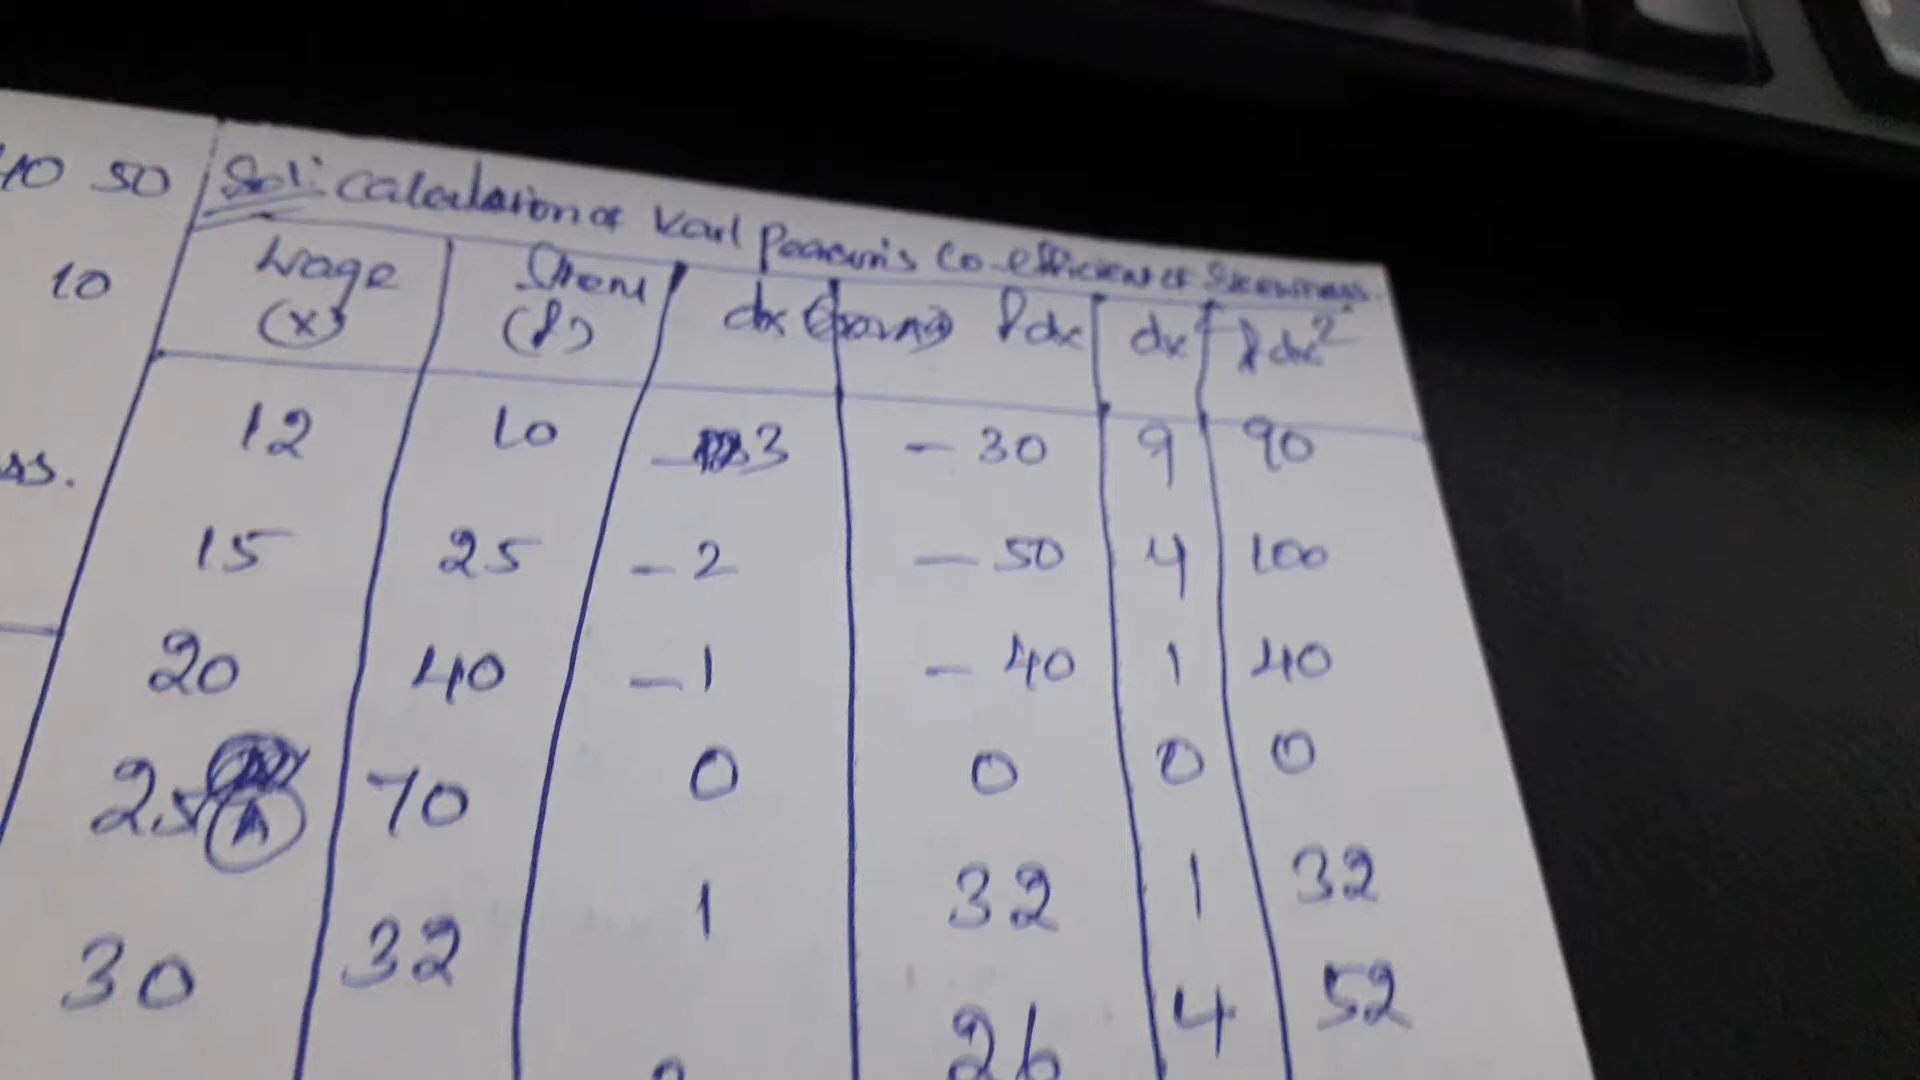 40 50
10
ss.
Sol: Calculation of Karl Pearson's Co-efficient of Skewness.
Wage (x) Item (f) dx fdx dx² fdx²
12 10 -3 -30 9 90
15 25 -2 -50 4 100
20 40 -1 -40 1 40
25 A 70 0 0 0 0
30 32 1 32 1 32
26 4 52